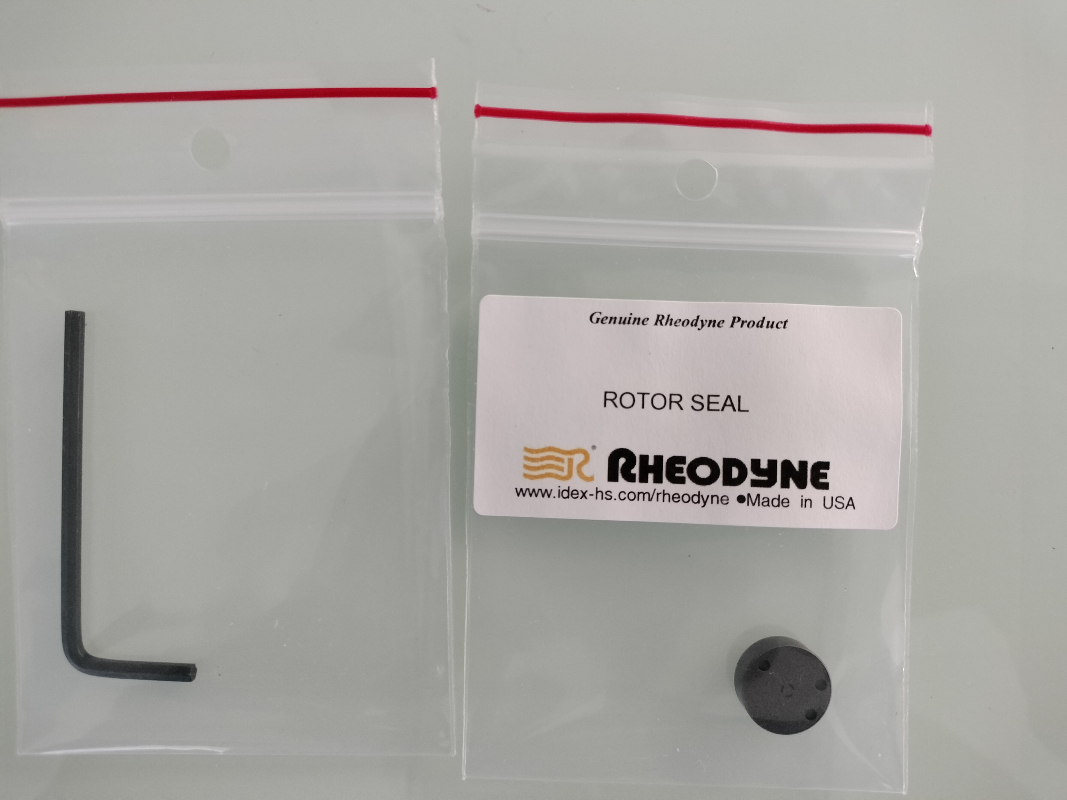 Genuine Rheodyne Product
ROTOR SEAL
R® RHEODYNE
www.idex-hs.com/rheodyne ●Made in USA